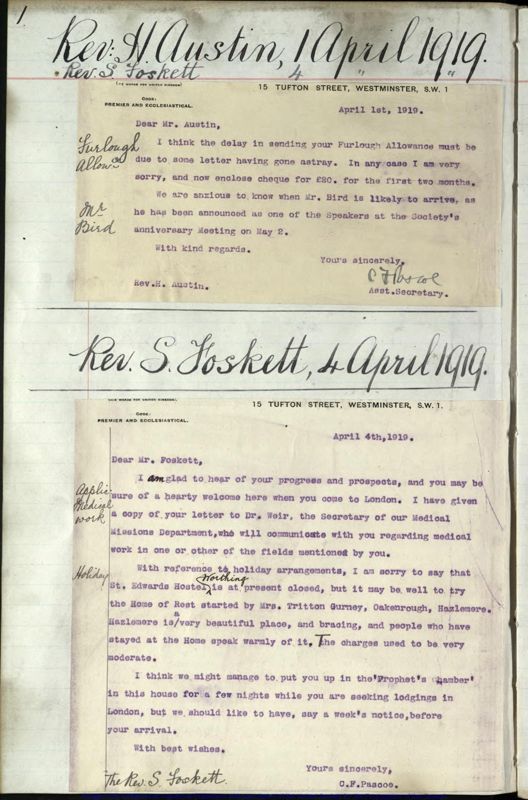 1
Rev: H. Austin, 1 April 1919.
Rev. S. Foskett 4 " "
(10 WORDS FOR UNITED KINGDOM)
15 TUFTON STREET, WESTMINSTER, S.W. 1
CODE:
PREMIER AND ECCLESIASTICAL.
April 1st, 1919.
Dear Mr. Austin,
Furlough
Allowce
I think the delay in sending your Furlough Allowance must be
due to some letter having gone astray. In any case I am very
sorry, and now enclose cheque for £20. for the first two months.
Mr
Bird
We are anxious to know when Mr. Bird is likely to arrive, as
he has been announced as one of the Speakers at the Society's
anniversary Meeting on May 2.
With kind regards.
Yours sincerely,
C F Pascoe
Rev.H. Austin.
Asst.Secretary.
Rev. S. Foskett, 4 April 1919.
15 TUFTON STREET, WESTMINSTER, S.W. 1.
CODE:
PREMIER AND ECCLESIASTICAL.
April 4th,1919.
Dear Mr. Foskett,
Medical
work
I am glad to hear of your progress and prospects, and you may be
sure of a hearty welcome here when you come to London. I have given
a copy of your letter to Dr. Weir, the Secretary of our Medical
Missions Department,who will communicate with you regarding medical
work in one or other of the fields mentioned by you.
Holiday
With reference to holiday arrangements, I am sorry to say that
Worthing
St. Edwards Hostel, is at present closed, but it may be well to try
the Home of Rest started by Mrs. Tritton Gurney, Oakenrough, Hazlemere.
Hazlemere is a very beautiful place, and bracing, and people who have
stayed at the Home speak warmly of it. The charges used to be very
moderate.
I think we might manage to put you up in the'Prophet's Chamber'
in this house for a few nights while you are seeking lodgings in
London, but we should like to have, say a week's notice,before
your arrival.
With best wishes.
Yours sincerely,
The Rev. S. Foskett.
C.F.Pascoe.